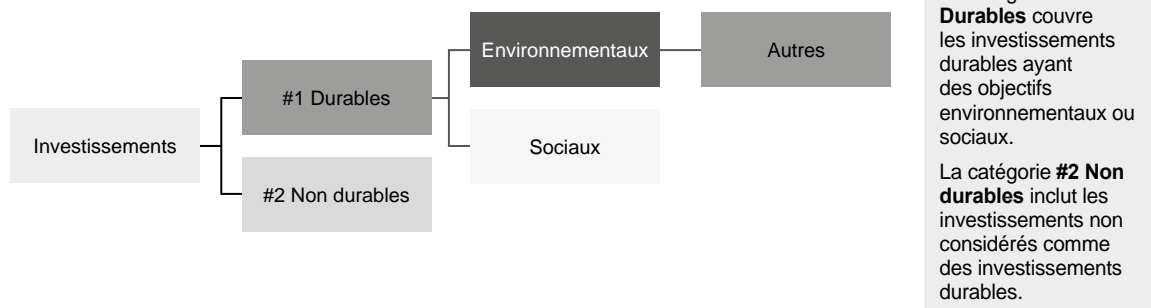 Environnementaux
Autres
#1 Durables
Investissements
Sociaux
#2 Non durables
Durables couvre
les investissements
durables ayant
des objectifs
environnementaux ou
sociaux.
La catégorie #2 Non
durables inclut les
investissements non
considérés comme
des investissements
durables.